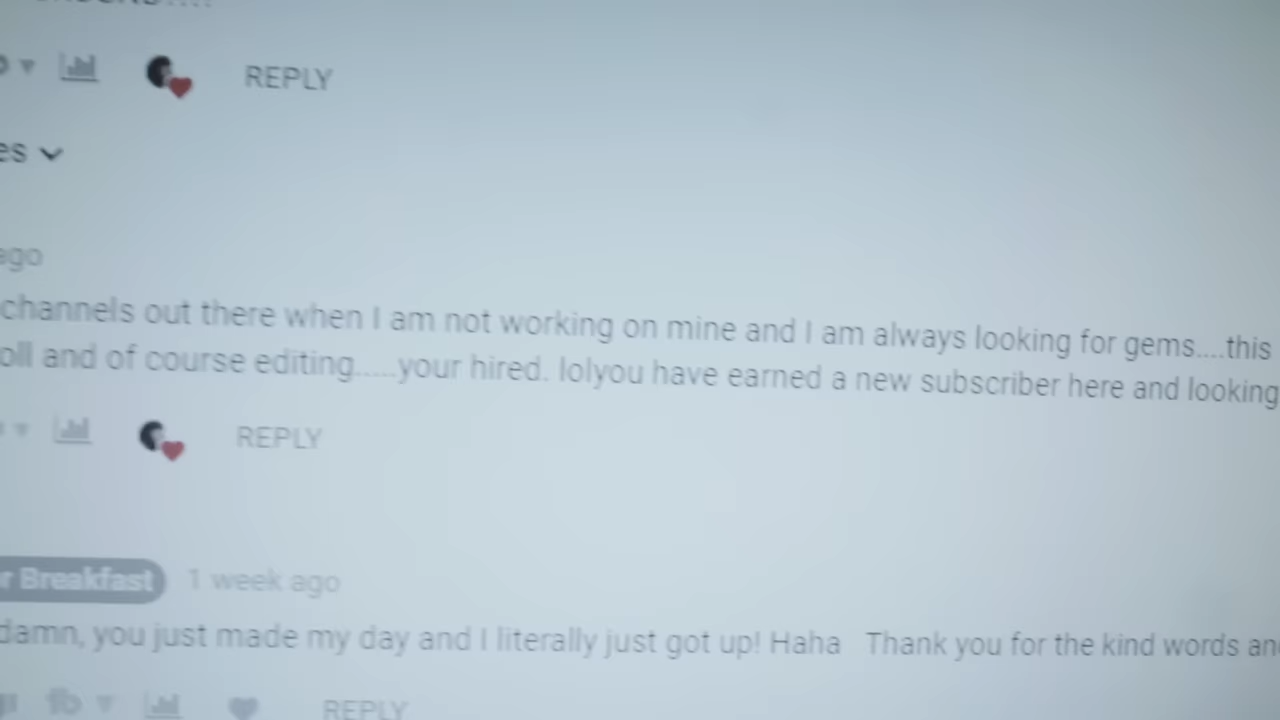 REPLY
es
ago
channels out there when I am not working on mine and I am always looking for gems....this
oll and of course editing.....your hired. lolyou have earned a new subscriber here and looking
REPLY
r Breakfast 1 week ago
damn, you just made my day and I literally just got up! Haha Thank you for the kind words an
REPLY